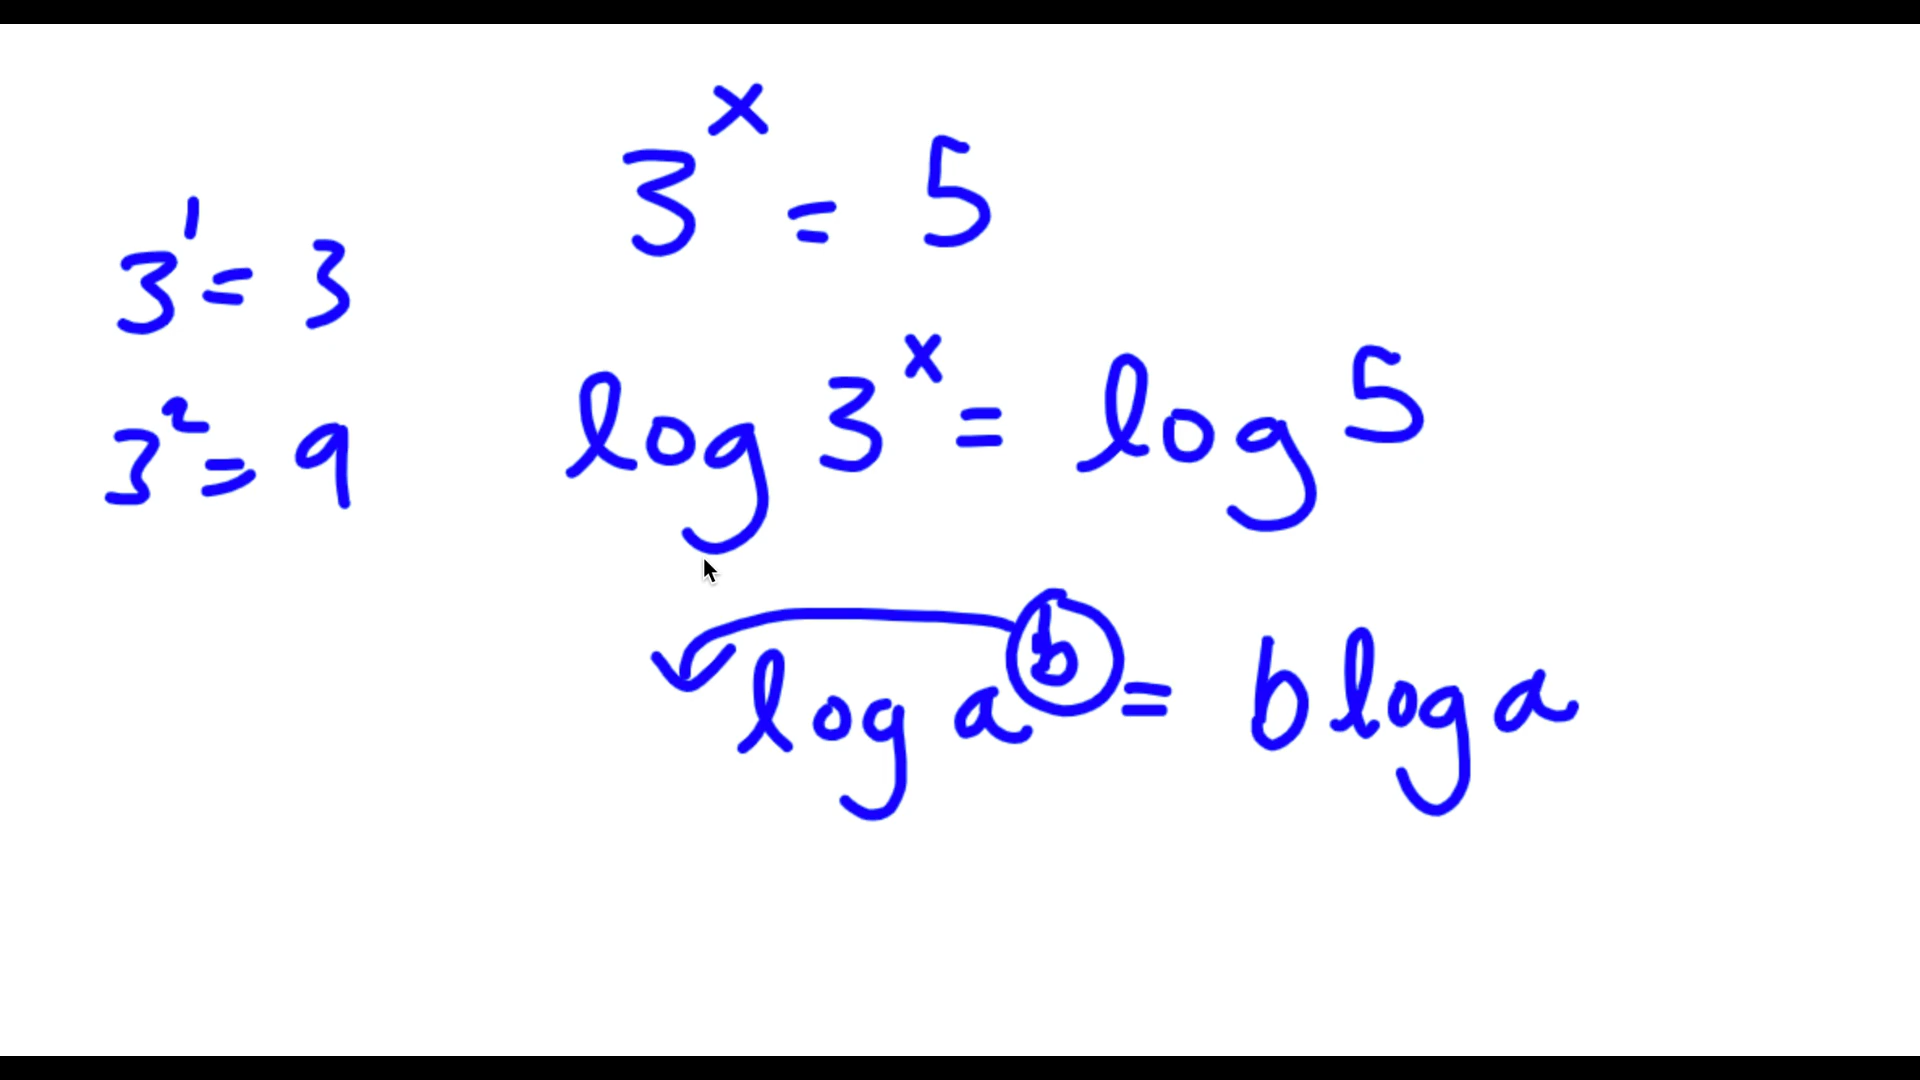 3^x = 5
3^1 = 3
log 3^x = log 5
3^2 = 9
log a^b = b log a